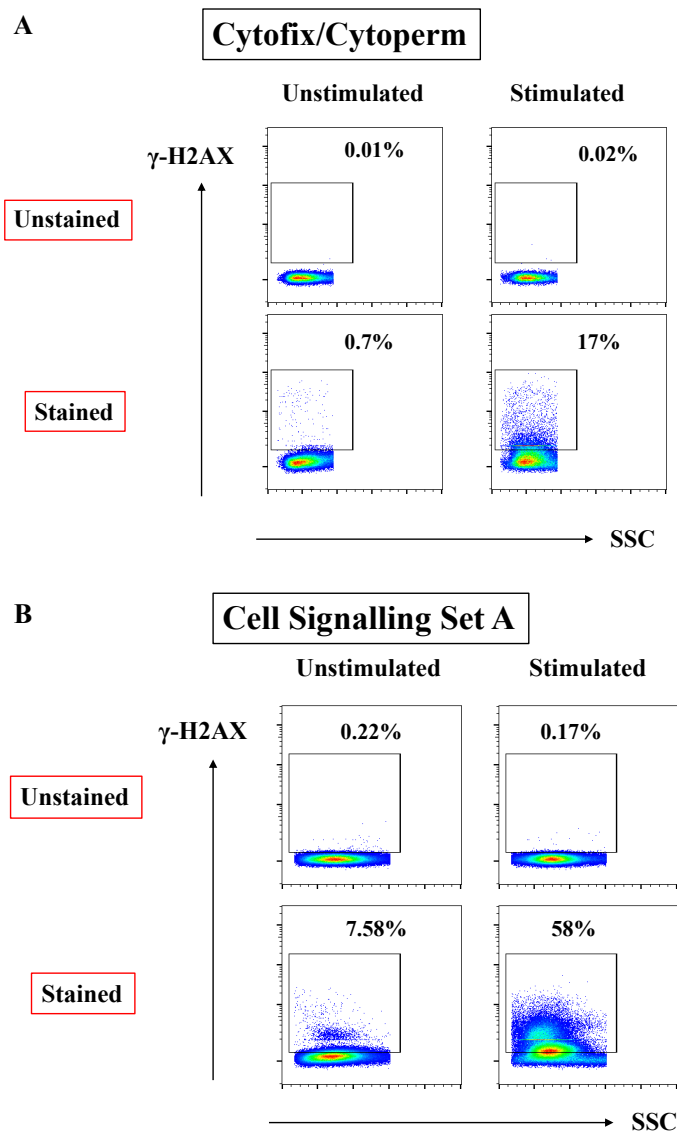 A
Cytofix/Cytoperm
Unstimulated Stimulated
γ-H2AX
0.01% 0.02%
Unstained
0.7% 17%
Stained
SSC
B
Cell Signalling Set A
Unstimulated Stimulated
γ-H2AX
0.22% 0.17%
Unstained
7.58% 58%
Stained
SSC